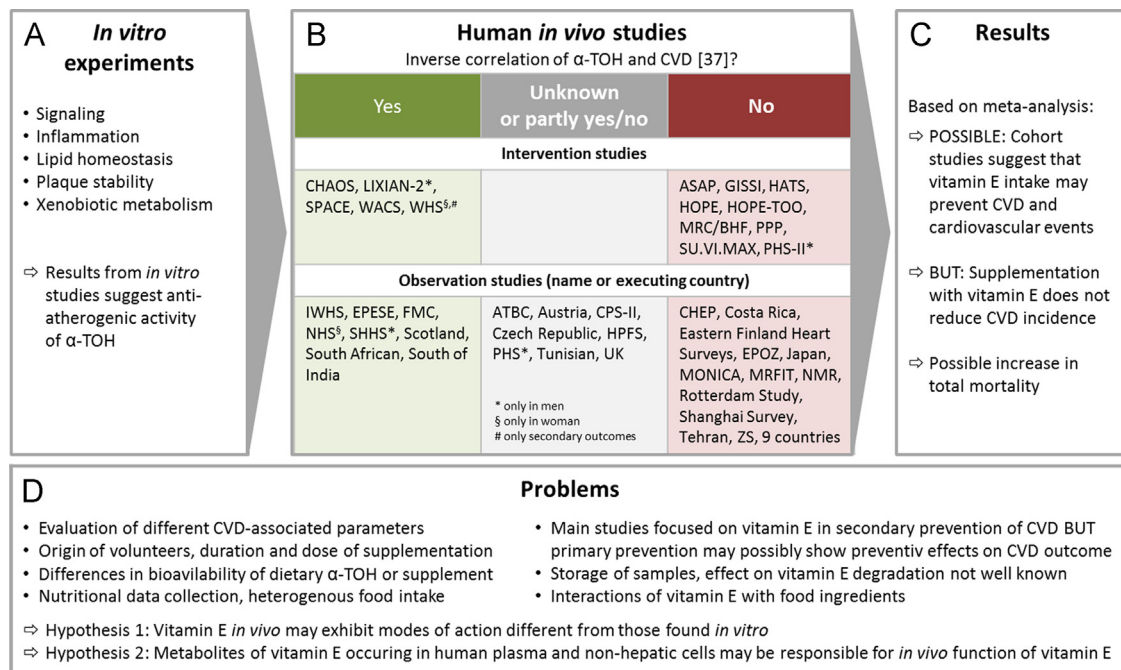 A
In vitro
experiments
• Signaling
• Inflammation
• Lipid homeostasis
• Plaque stability
• Xenobiotic metabolism
⇨ Results from in vitro
studies suggest anti-
atherogenic activity
of α-TOH
B
Human in vivo studies
Inverse correlation of α-TOH and CVD [37]?
Yes
Unknown
or partly yes/no
No
Intervention studies
CHAOS, LIXIAN-2*,
SPACE, WACS, WHS§,#
ASAP, GISSI, HATS,
HOPE, HOPE-TOO,
MRC/BHF, PPP,
SU.VI.MAX, PHS-II*
Observation studies (name or executing country)
IWHS, EPESE, FMC,
NHS§, SHHS*, Scotland,
South African, South of
India
ATBC, Austria, CPS-II,
Czech Republic, HPFS,
PHS*, Tunisian, UK
* only in men
§ only in woman
# only secondary outcomes
CHEP, Costa Rica,
Eastern Finland Heart
Surveys, EPOZ, Japan,
MONICA, MRFIT, NMR,
Rotterdam Study,
Shanghai Survey,
Tehran, ZS, 9 countries
C
Results
Based on meta-analysis:
⇨ POSSIBLE: Cohort
studies suggest that
vitamin E intake may
prevent CVD and
cardiovascular events
⇨ BUT: Supplementation
with vitamin E does not
reduce CVD incidence
⇨ Possible increase in
total mortality
D
Problems
• Evaluation of different CVD-associated parameters
• Origin of volunteers, duration and dose of supplementation
• Differences in bioavilability of dietary α-TOH or supplement
• Nutritional data collection, heterogenous food intake
• Main studies focused on vitamin E in secondary prevention of CVD BUT
primary prevention may possibly show preventiv effects on CVD outcome
• Storage of samples, effect on vitamin E degradation not well known
• Interactions of vitamin E with food ingredients
⇨ Hypothesis 1: Vitamin E in vivo may exhibit modes of action different from those found in vitro
⇨ Hypothesis 2: Metabolites of vitamin E occuring in human plasma and non-hepatic cells may be responsible for in vivo function of vitamin E